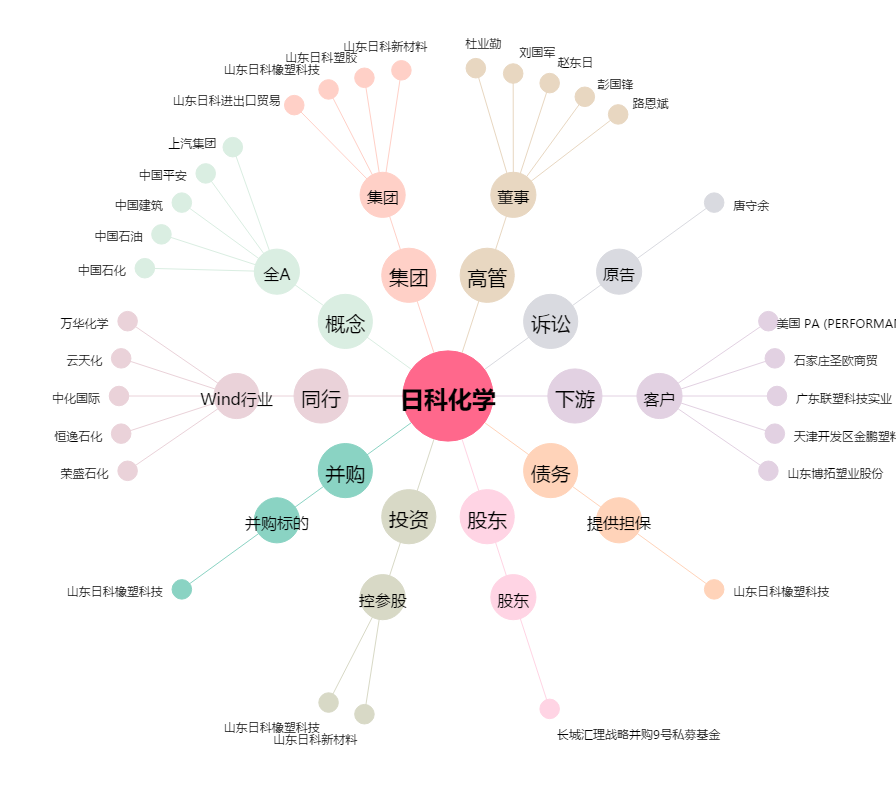 杜业勤
山东日科新材料
刘国军
山东日科塑胶
赵东日
山东日科橡塑科技
彭国锋
山东日科进出口贸易
路恩斌
上汽集团
中国平安
集团
董事
中国建筑
唐守余
中国石油
中国石化
全A
集团
高管
原告
万华化学
概念
诉讼
美国 PA (PERFORMAN
云天化
石家庄圣欧商贸
中化国际
Wind行业
同行
日科化学
下游
客户
广东联塑科技实业
恒逸石化
天津开发区金鹏塑料
荣盛石化
并购
债务
山东博拓塑业股份
并购标的
投资
股东
提供担保
山东日科橡塑科技
控参股
股东
山东日科橡塑科技
山东日科橡塑科技
山东日科新材料
长城汇理战略并购9号私募基金